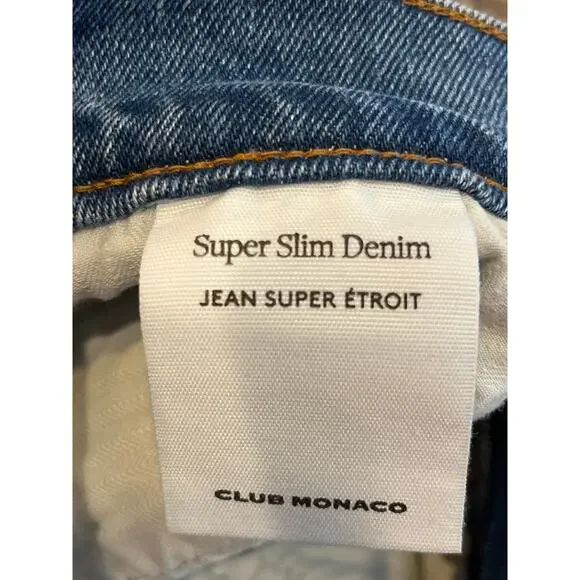 Super Slim Denim
JEAN SUPER ÉTROIT
CLUB MONACO